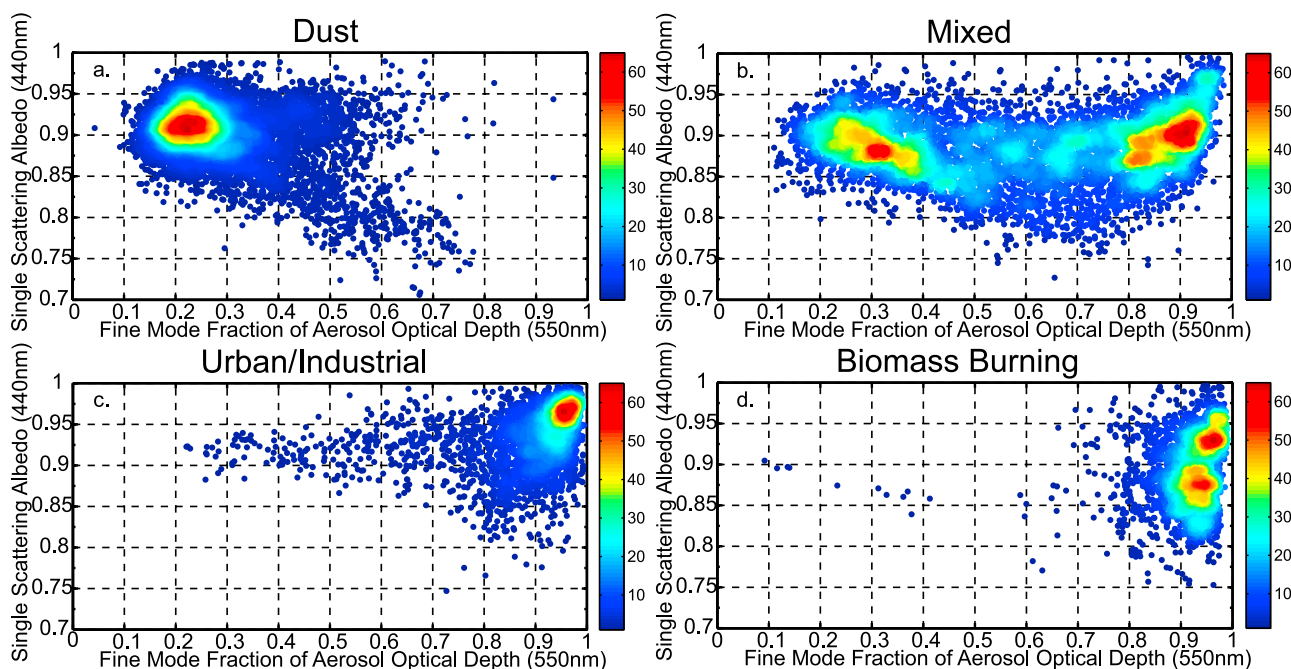 Dust
a.
Single Scattering Albedo (440nm)
1
0.95
0.9
0.85
0.8
0.75
0.7
0 0.1 0.2 0.3 0.4 0.5 0.6 0.7 0.8 0.9 1
Fine Mode Fraction of Aerosol Optical Depth (550nm)
60
50
40
30
20
10
Mixed
b.
Single Scattering Albedo (440nm)
1
0.95
0.9
0.85
0.8
0.75
0.7
0 0.1 0.2 0.3 0.4 0.5 0.6 0.7 0.8 0.9 1
Fine Mode Fraction of Aerosol Optical Depth (550nm)
60
50
40
30
20
10
Urban/Industrial
c.
Single Scattering Albedo (440nm)
1
0.95
0.9
0.85
0.8
0.75
0.7
0 0.1 0.2 0.3 0.4 0.5 0.6 0.7 0.8 0.9 1
Fine Mode Fraction of Aerosol Optical Depth (550nm)
60
50
40
30
20
10
Biomass Burning
d.
Single Scattering Albedo (440nm)
1
0.95
0.9
0.85
0.8
0.75
0.7
0 0.1 0.2 0.3 0.4 0.5 0.6 0.7 0.8 0.9 1
Fine Mode Fraction of Aerosol Optical Depth (550nm)
60
50
40
30
20
10